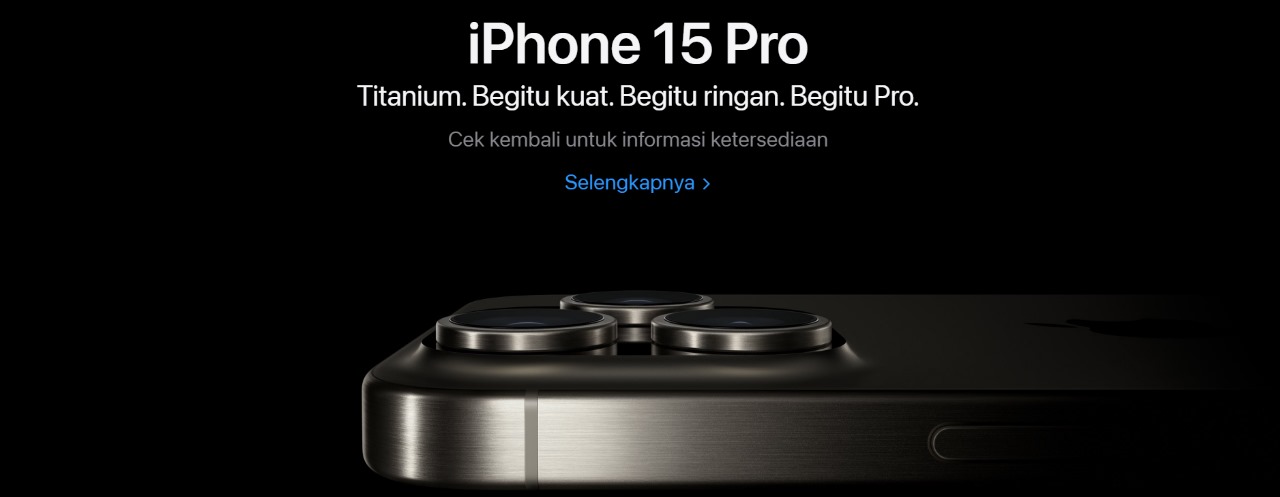 iPhone 15 Pro
Titanium. Begitu kuat. Begitu ringan. Begitu Pro.
Cek kembali untuk informasi ketersediaan
Selengkapnya >